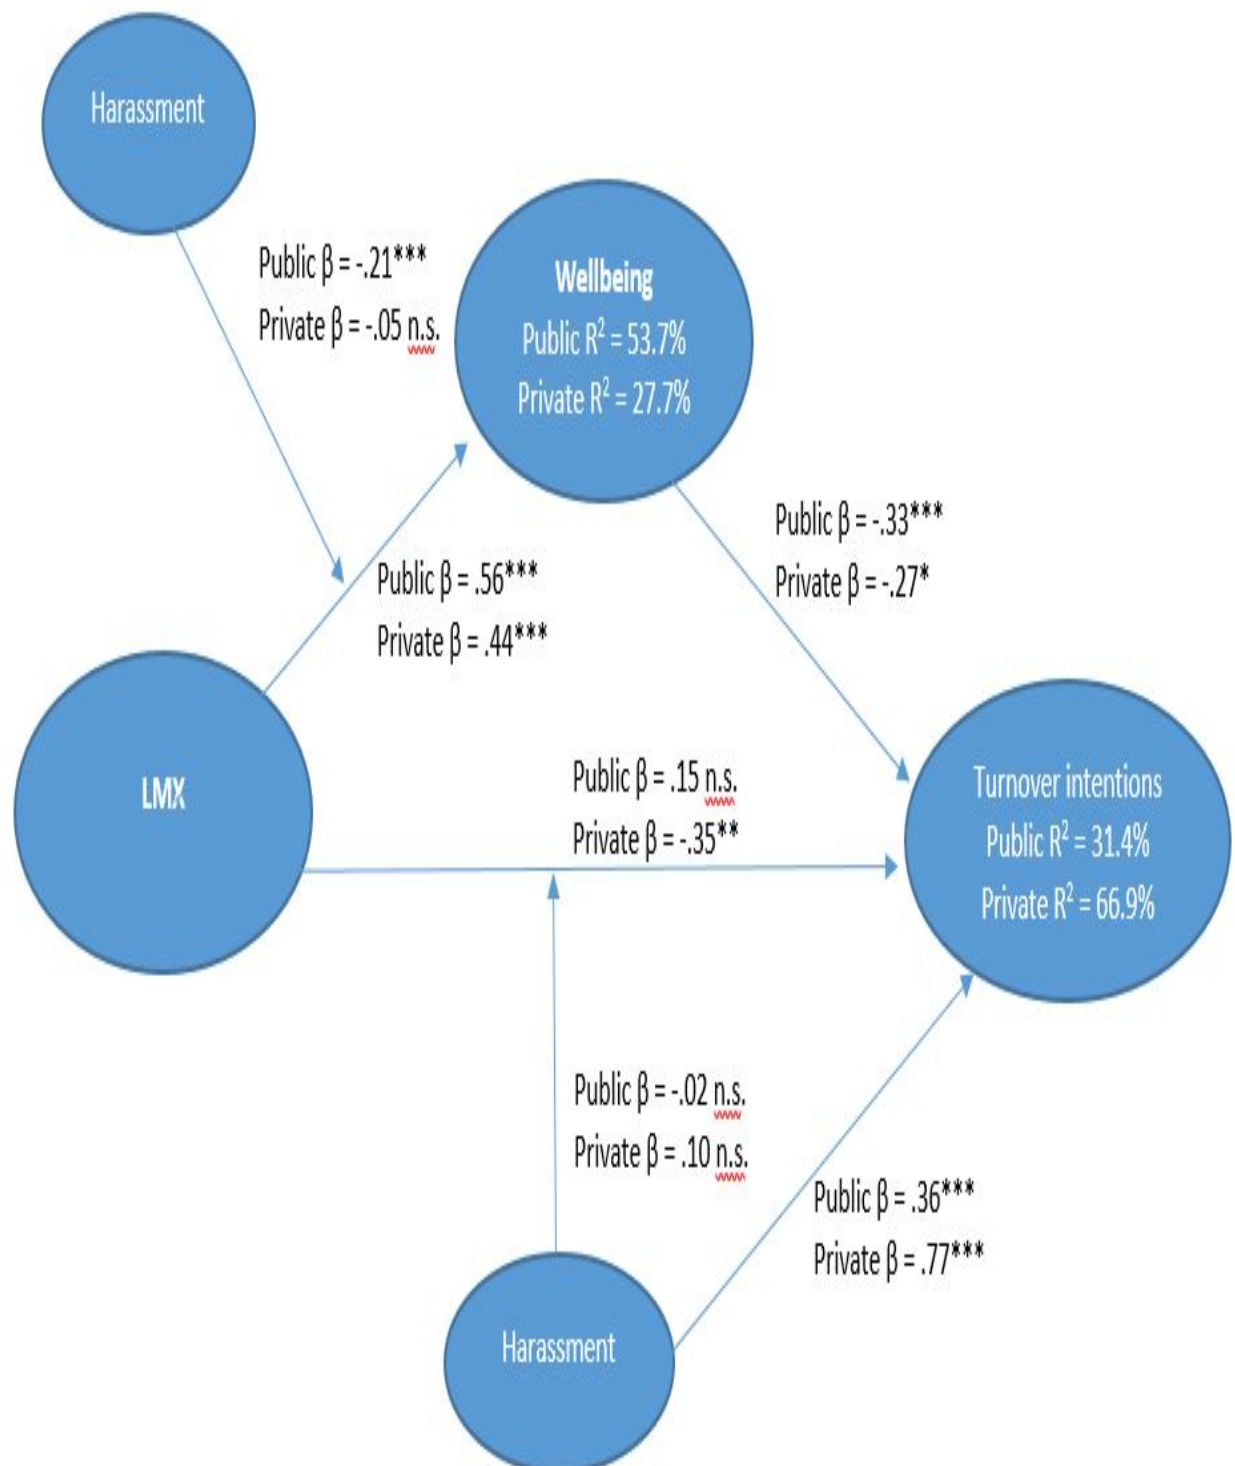 Harassment
Public β = -.21***
Private β = -.05 n.s.
Wellbeing
Public R² = 53.7%
Private R² = 27.7%
Public β = -.33***
Private β = -.27*
Public β = .56***
Private β = .44***
LMX
Public β = .15 n.s.
Private β = -.35**
Turnover intentions
Public R² = 31.4%
Private R² = 66.9%
Public β = -.02 n.s.
Private β = .10 n.s.
Public β = .36***
Private β = .77***
Harassment